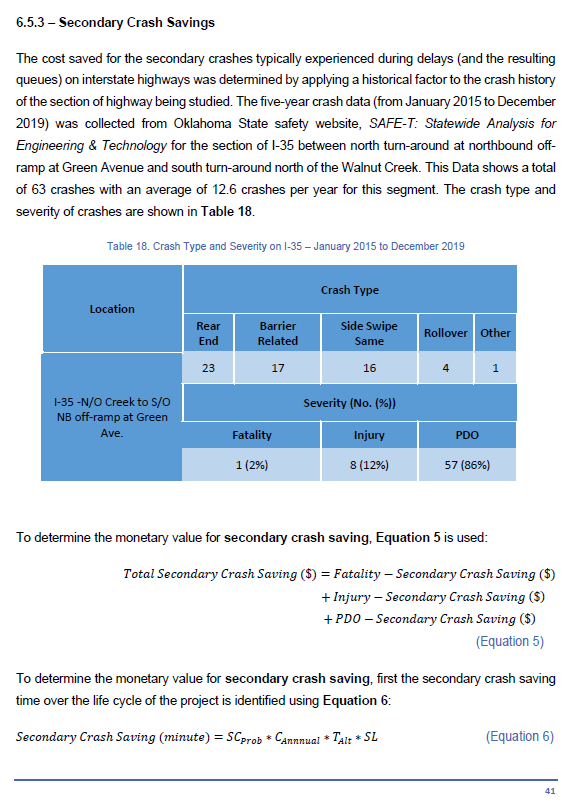 6.5.3 – Secondary Crash Savings
The cost saved for the secondary crashes typically experienced during delays (and the resulting
queues) on interstate highways was determined by applying a historical factor to the crash history
of the section of highway being studied. The five-year crash data (from January 2015 to December
2019) was collected from Oklahoma State safety website, SAFE-T: Statewide Analysis for
Engineering & Technology for the section of I-35 between north turn-around at northbound off-
ramp at Green Avenue and south turn-around north of the Walnut Creek. This Data shows a total
of 63 crashes with an average of 12.6 crashes per year for this segment. The crash type and
severity of crashes are shown in Table 18.
Table 18. Crash Type and Severity on I-35 – January 2015 to December 2019
Location
Crash Type
Rear End
Barrier Related
Side Swipe Same
Rollover
Other
I-35 -N/O Creek to S/O
NB off-ramp at Green
Ave.
23 17 16 4 1
Severity (No. (%))
Fatality Injury PDO
1 (2%) 8 (12%) 57 (86%)
To determine the monetary value for secondary crash saving, Equation 5 is used:
Total Secondary Crash Saving ($) = Fatality – Secondary Crash Saving ($)
+ Injury – Secondary Crash Saving ($)
+ PDO – Secondary Crash Saving ($)
(Equation 5)
To determine the monetary value for secondary crash saving, first the secondary crash saving
time over the life cycle of the project is identified using Equation 6:
Secondary Crash Saving (minute) = SC_Prob * C_Annnual * T_Alt * SL (Equation 6)
41